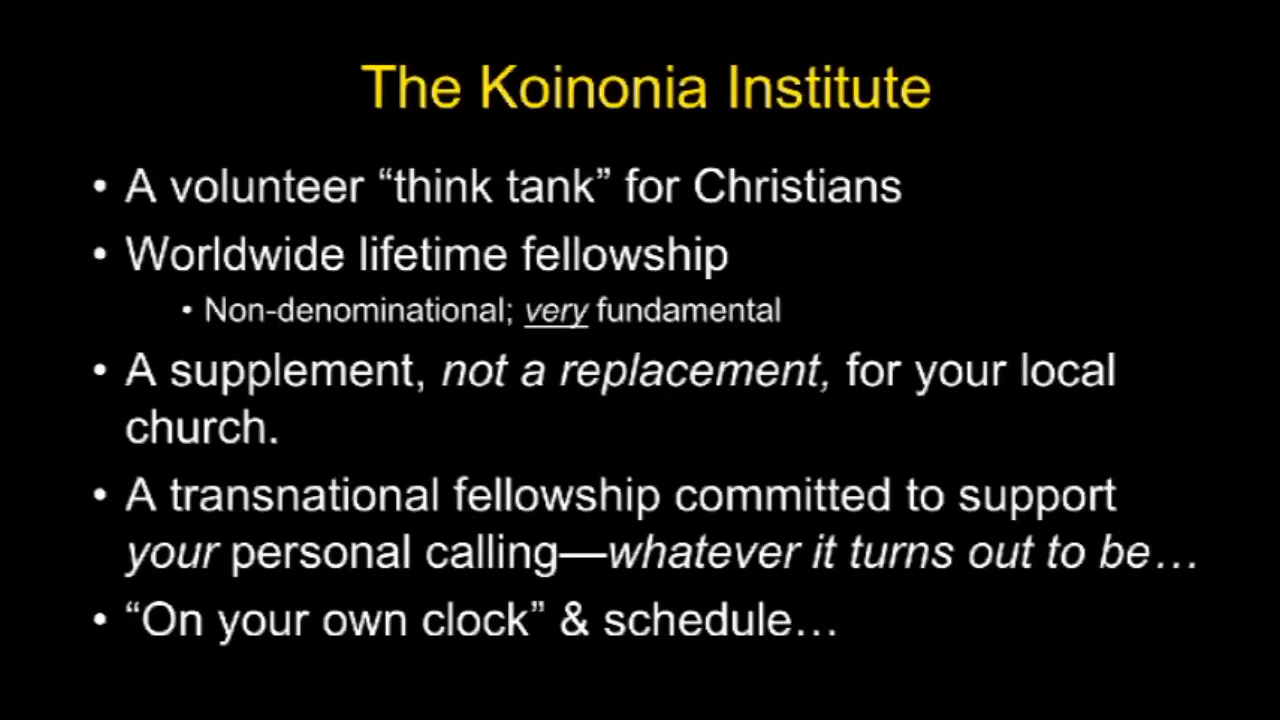 The Koinonia Institute
• A volunteer “think tank” for Christians
• Worldwide lifetime fellowship
• Non-denominational; very fundamental
• A supplement, not a replacement, for your local
church.
• A transnational fellowship committed to support
your personal calling—whatever it turns out to be…
• “On your own clock” & schedule…